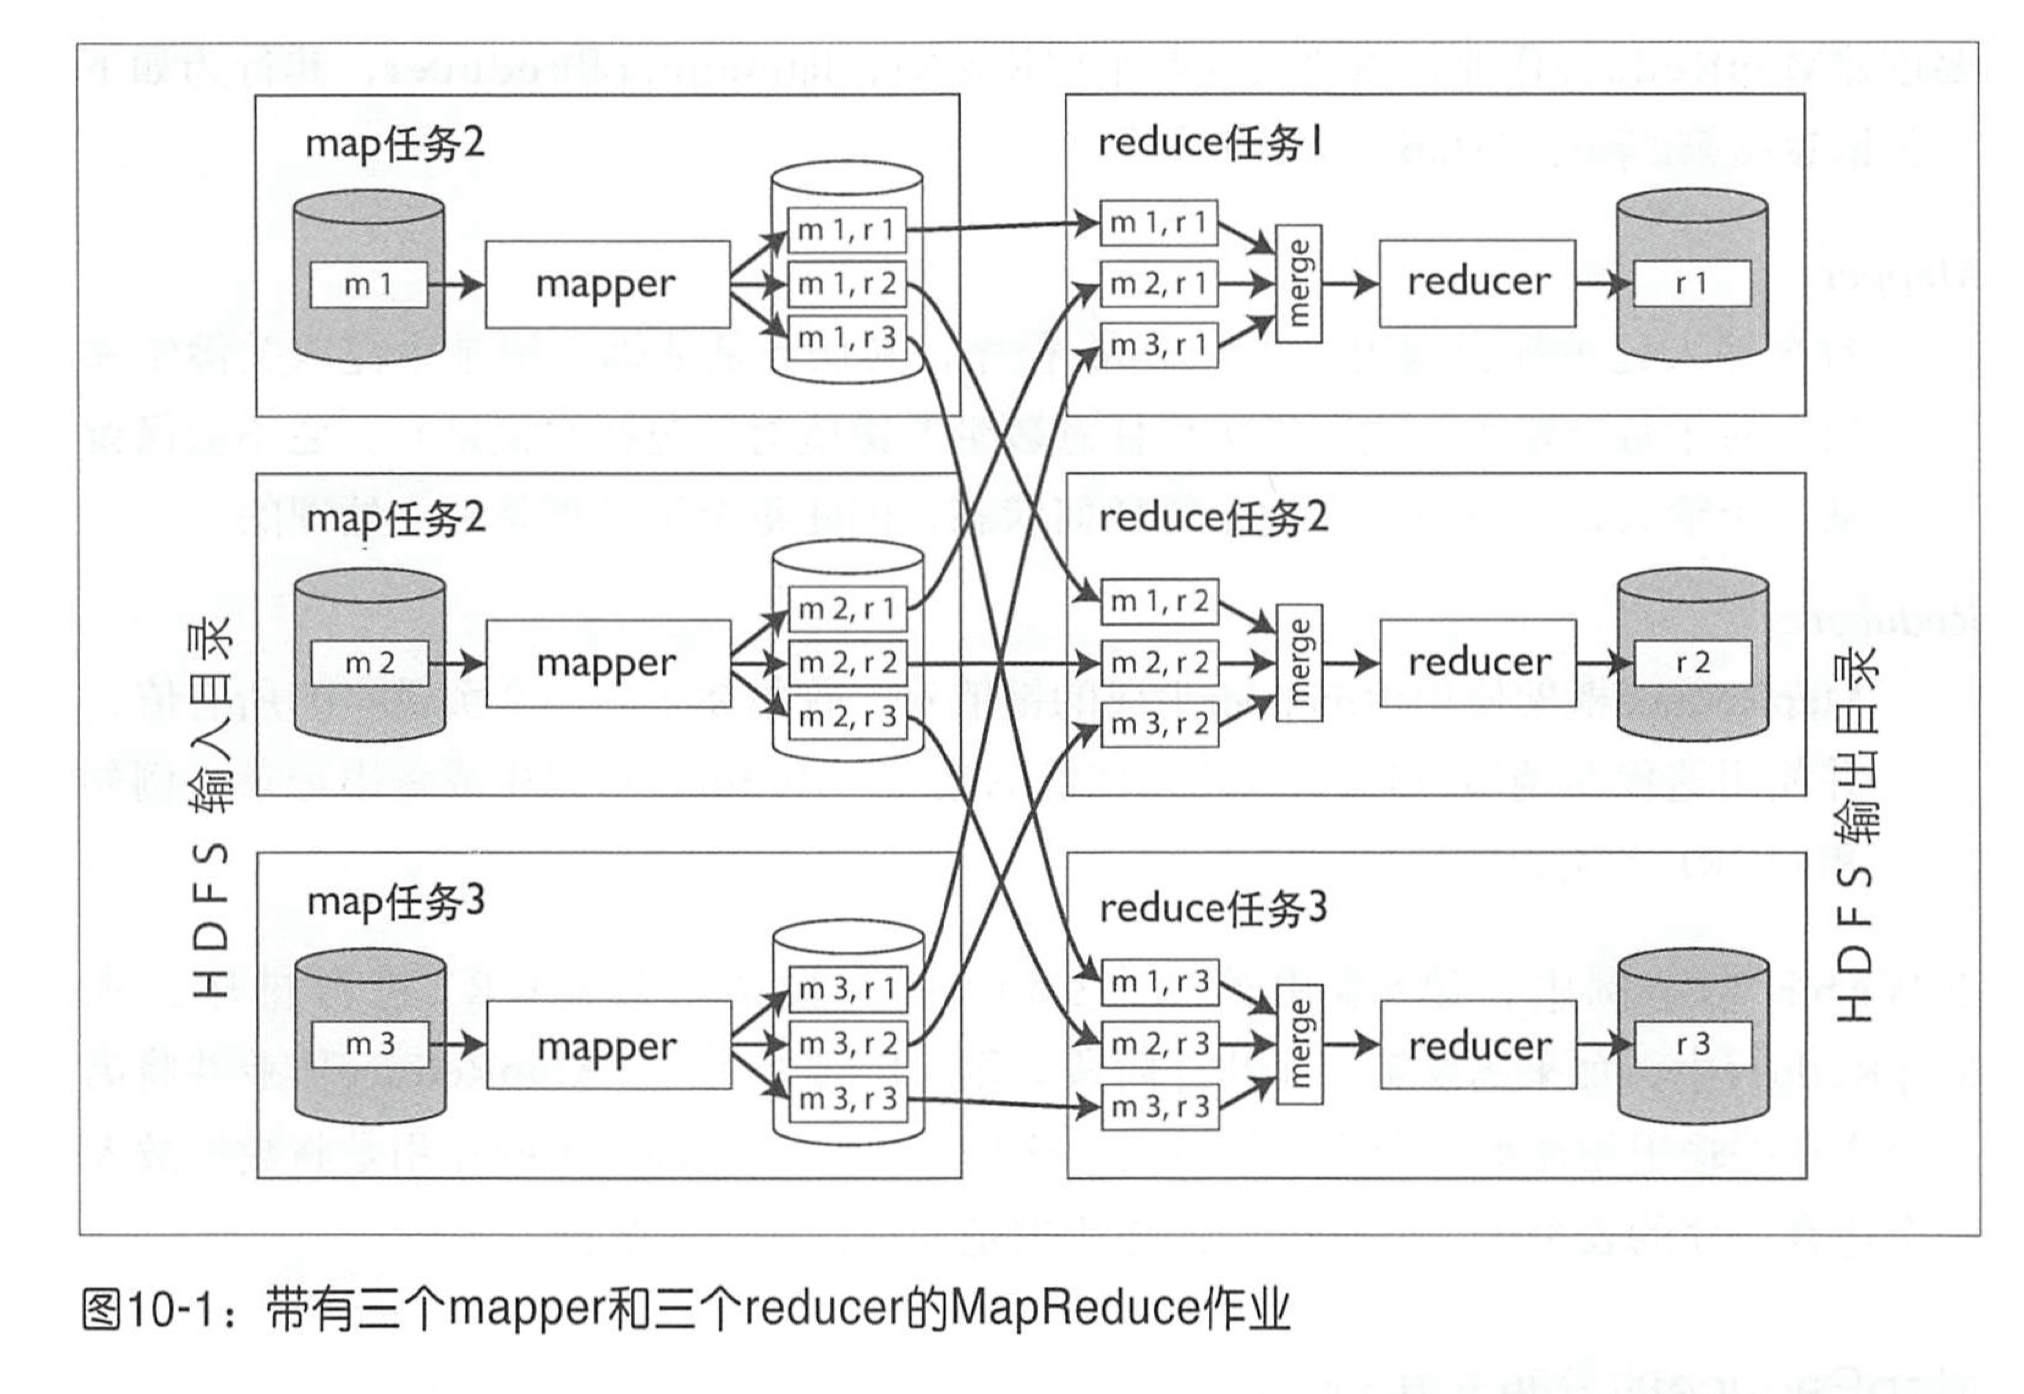 map任务2
m 1
mapper
m 1, r 1
m 1, r 2
m 1, r 3
reduce任务1
m 1, r 1
m 2, r 1
m 3, r 1
merge
reducer
r 1
HDFS 输入目录
map任务2
m 2
mapper
m 2, r 1
m 2, r 2
m 2, r 3
reduce任务2
m 1, r 2
m 2, r 2
m 3, r 2
merge
reducer
r 2
HDFS 输出目录
map任务3
m 3
mapper
m 3, r 1
m 3, r 2
m 3, r 3
reduce任务3
m 1, r 3
m 2, r 3
m 3, r 3
merge
reducer
r 3
图10-1：带有三个mapper和三个reducer的MapReduce作业